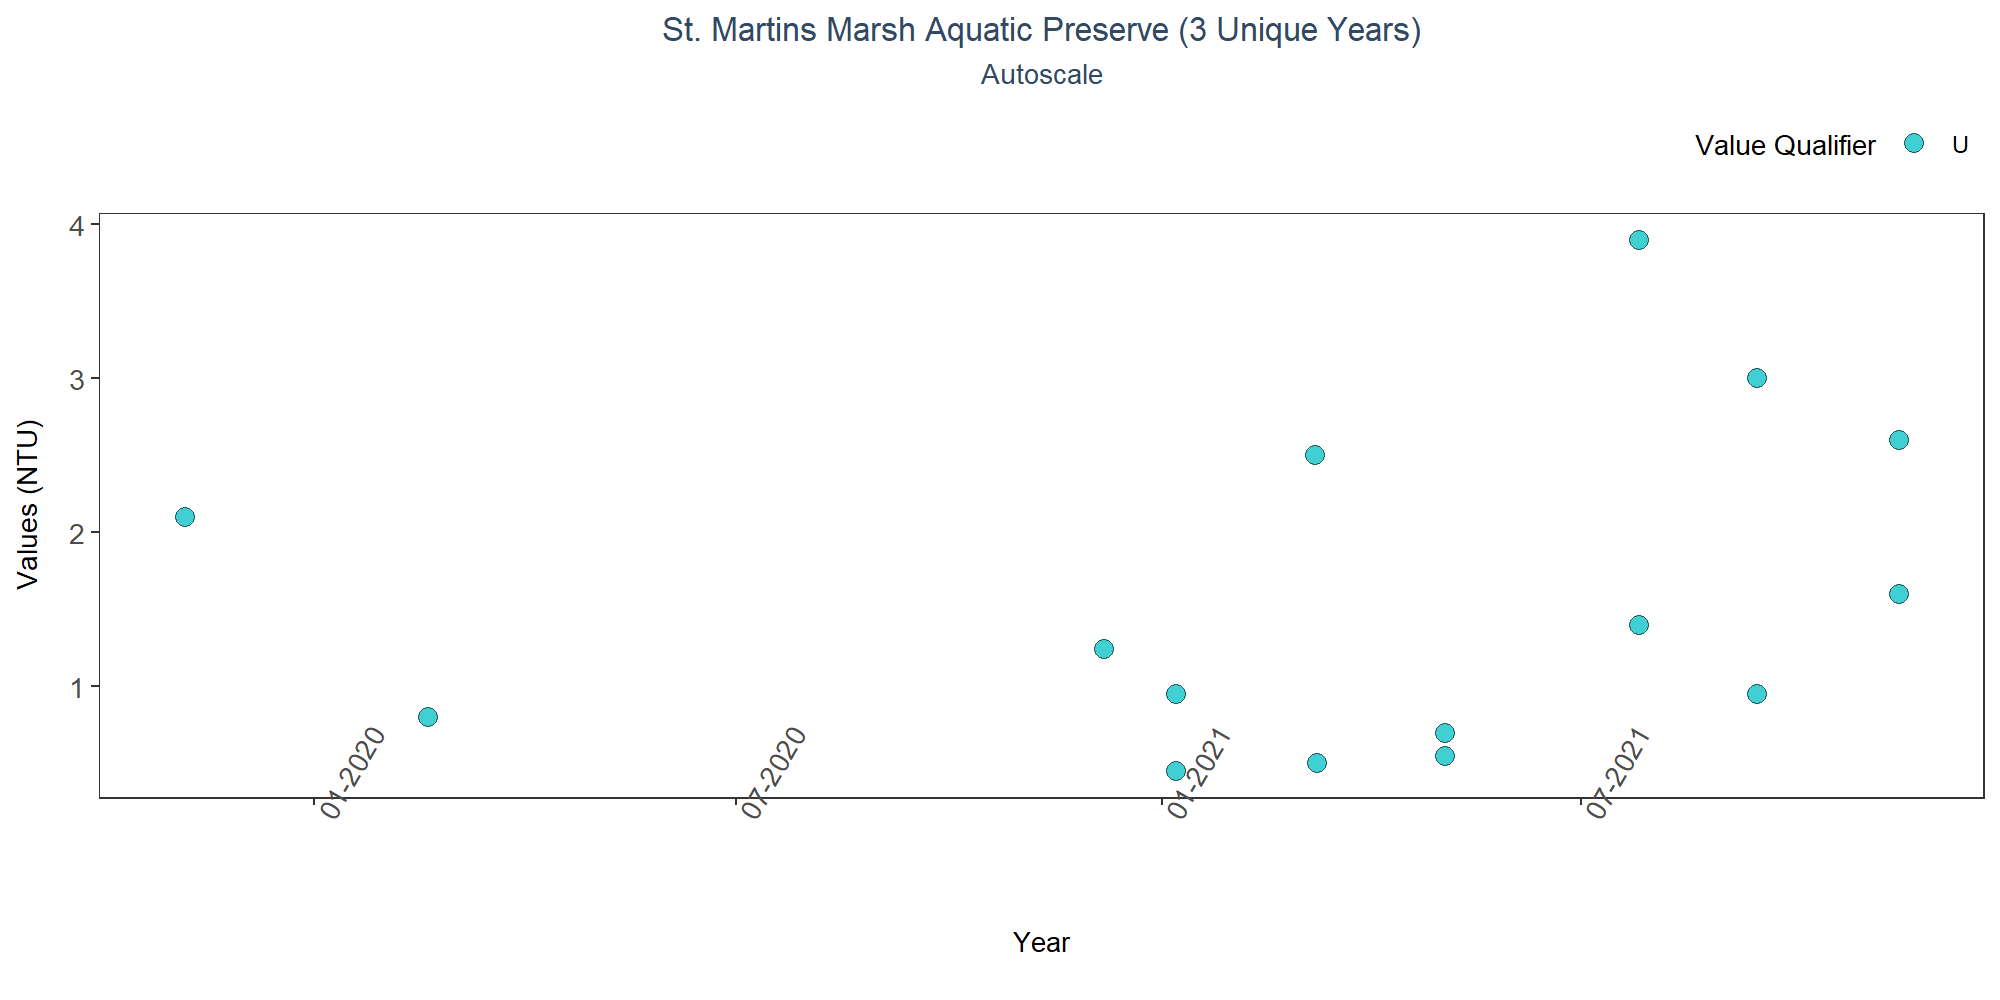 St. Martins Marsh Aquatic Preserve (3 Unique Years)
Autoscale
Value Qualifier U
4
3
2
1
Values (NTU)
01-2020
07-2020
01-2021
07-2021
Year